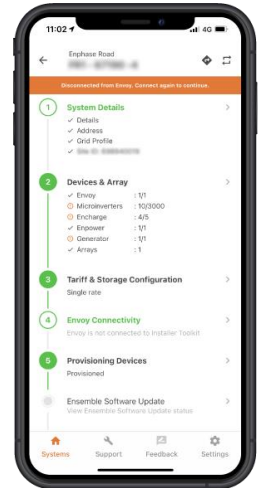 11:02
4G
Enphase Road
Disconnected from Envoy. Connect again to continue.
1 System Details
✓ Details
✓ Address
✓ Grid Profile
2 Devices & Array
✓ Envoy : 1/1
Microinverters : 10/3000
Encharge : 4/5
✓ Enpower : 1/1
Generator : 1/1
✓ Arrays : 1
3 Tariff & Storage Configuration
Single rate
4 Envoy Connectivity
Envoy is not connected to Installer Toolkit
5 Provisioning Devices
Provisioned
Ensemble Software Update
View Ensemble Software Update status
Systems Support Feedback Settings